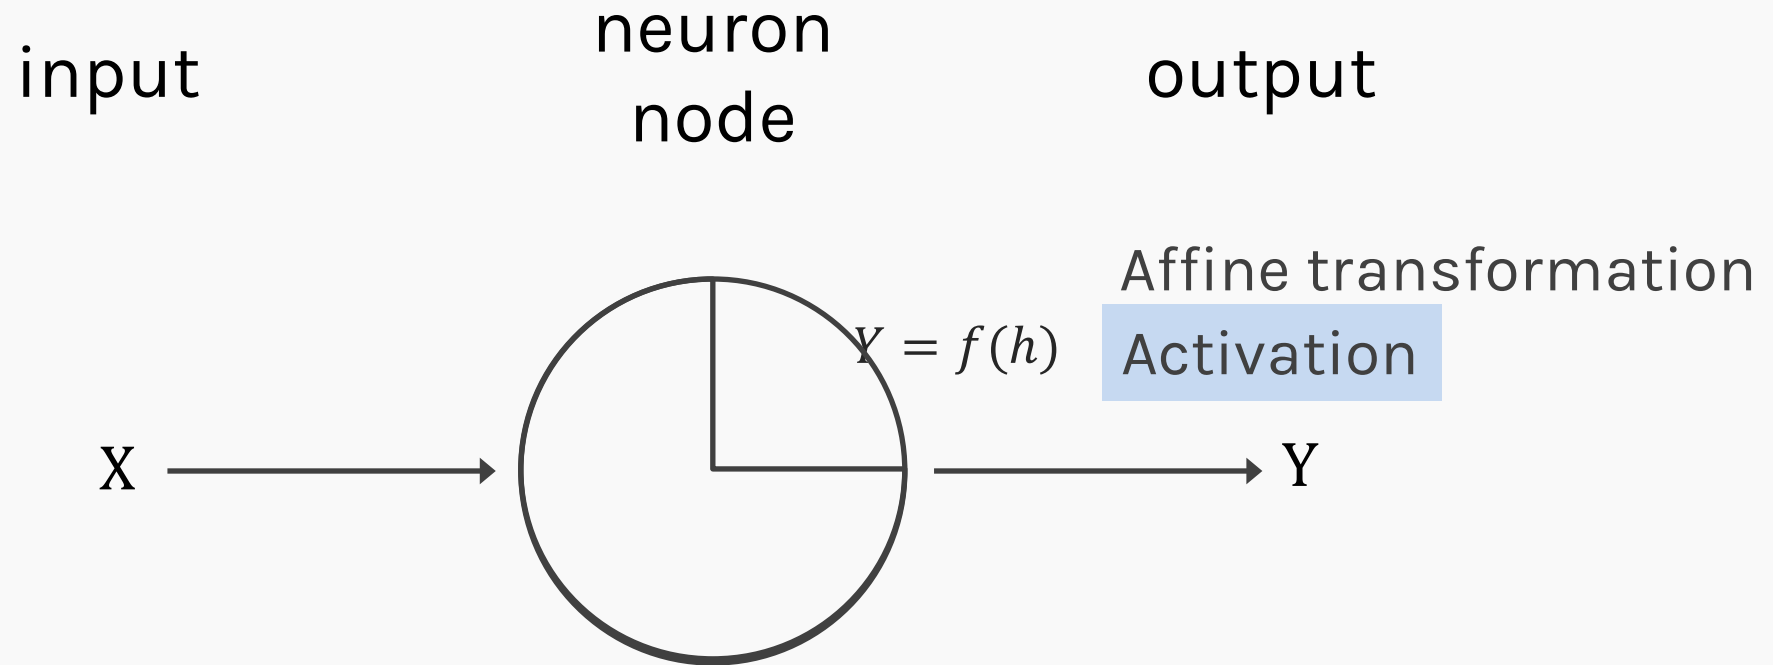 input
neuron
node
output
Affine transformation
Y = f(h)
Activation
X
Y